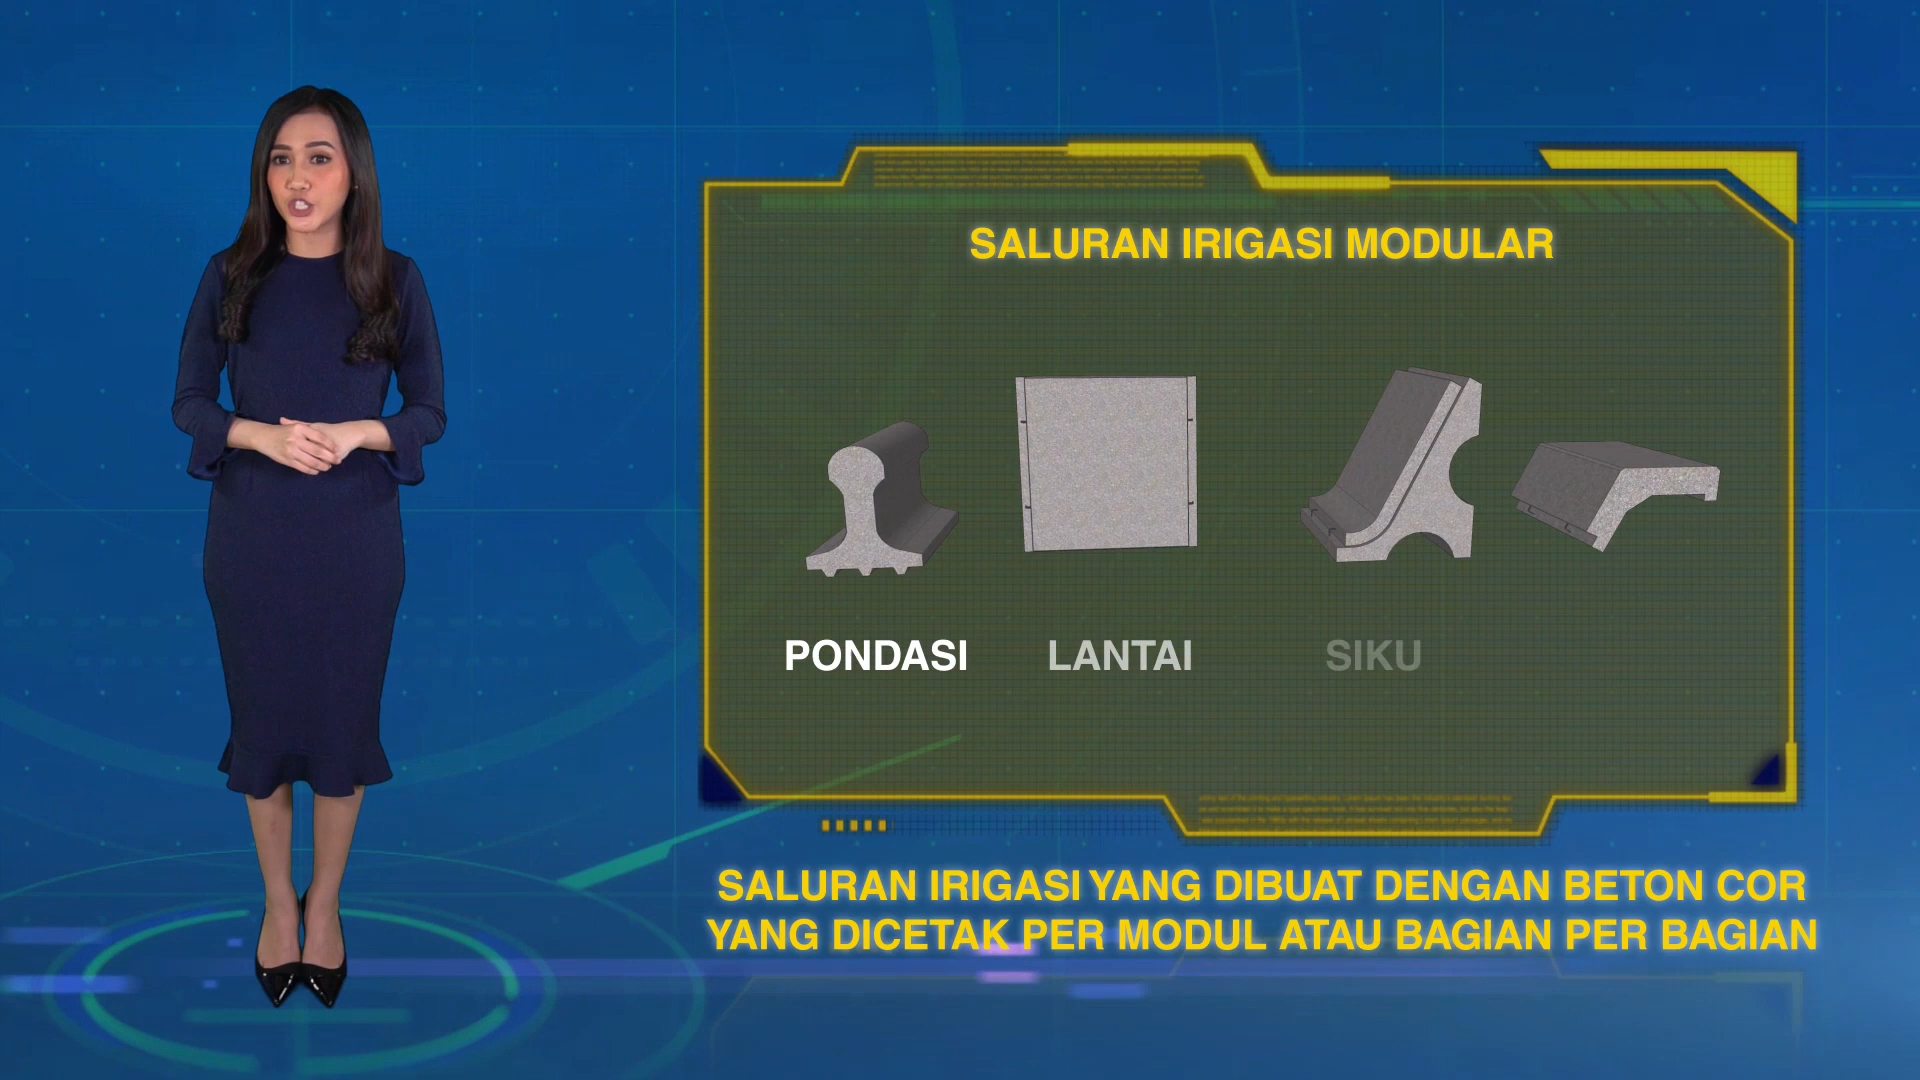 SALURAN IRIGASI MODULAR
PONDASI LANTAI SIKU
SALURAN IRIGASI YANG DIBUAT DENGAN BETON COR
YANG DICETAK PER MODUL ATAU BAGIAN PER BAGIAN